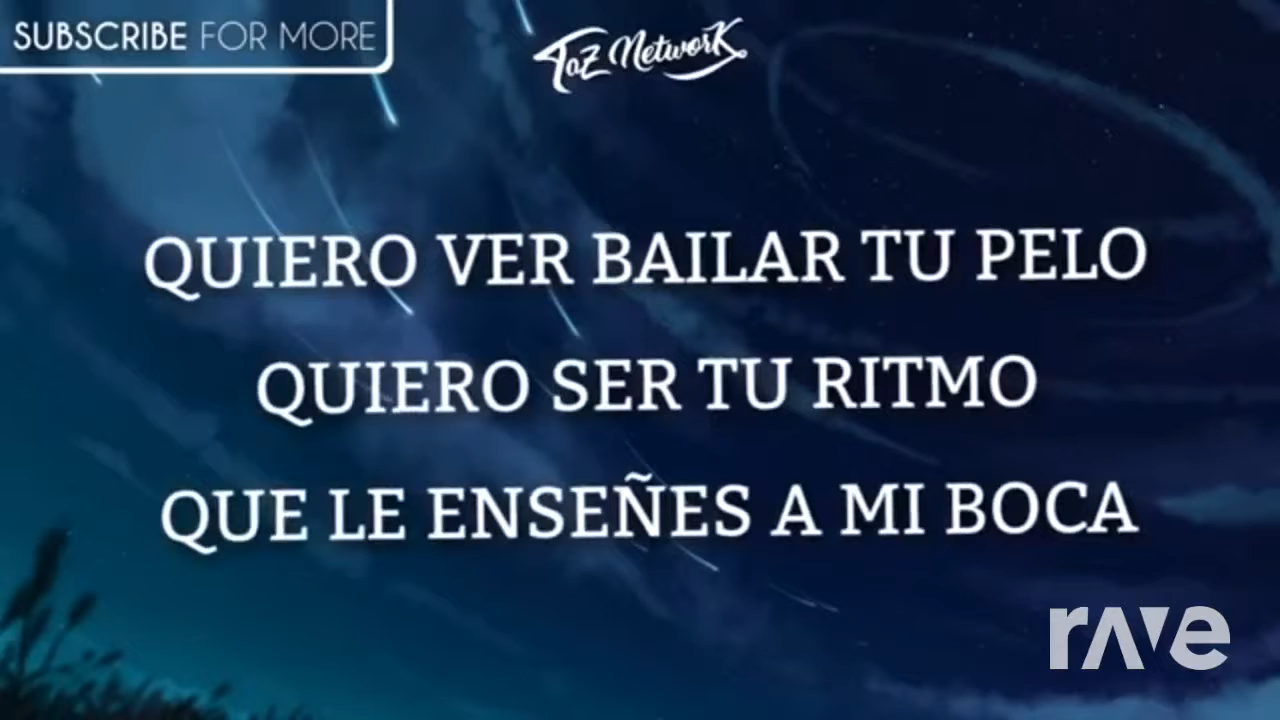 SUBSCRIBE FOR MORE
TaZ NetworK
QUIERO VER BAILAR TU PELO
QUIERO SER TU RITMO
QUE LE ENSEÑES A MI BOCA
rave